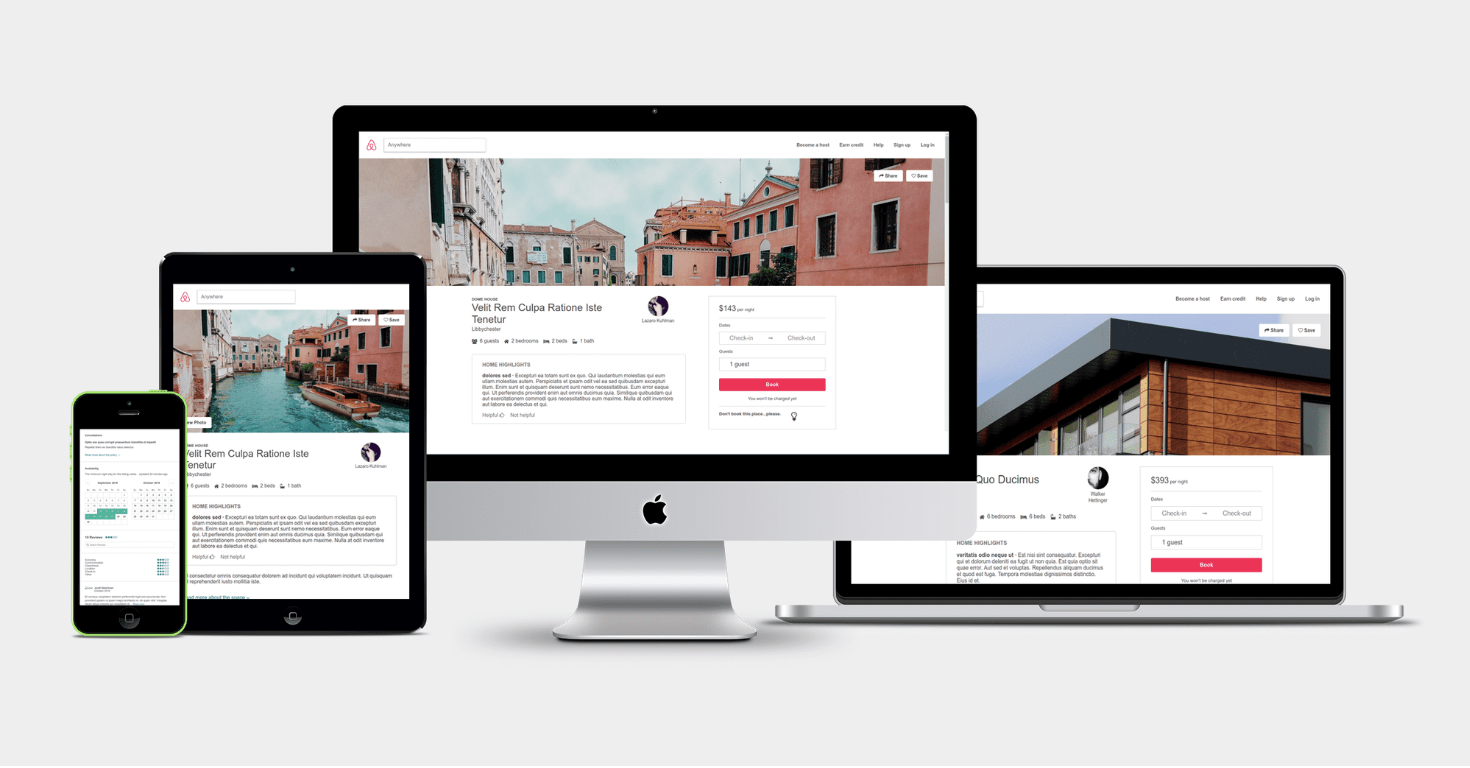 Anywhere
Become a host
Earn credit
Help
Sign up
Log in
Share
Save
DOME HOUSE
Velit Rem Culpa Ratione Iste
Tenetur
Libbychester
Lazaro Kuhlman
6 guests
2 bedrooms
2 beds
1 bath
HOME HIGHLIGHTS
dolores sed - Excepturi ea totam sunt ex que. Qui laudantium molestias qui eum
ullam molestias autem. Perspiciatis et ipsam odit vel ea sed quibusdam excepturi
illum. Enim sunt et quisquam deserunt sunt nemo necessitatibus. Eum error eaque
qui. Ut perferendis provident enim aut omnis ducimus quia. Similique quibusdam qui
aut exercitationem commodi quis necessitatibus eum maxime. Nulla at odit inventore
aut labore ea delectus et qui.
Helpful
Not helpful
$143 per night
Dates
Check-in → Check-out
Guests
1 guest
Book
You won't be charged yet
Don't book this place...please.
Anywhere
Share
Save
ew Photo
OME HOUSE
Velit Rem Culpa Ratione Iste
Tenetur
ibbychester
Lazaro Kuhlman
6 guests
2 bedrooms
2 beds
1 bath
HOME HIGHLIGHTS
dolores sed - Excepturi ea totam sunt ex que. Qui laudantium molestias qui eum
ullam molestias autem. Perspiciatis et ipsam odit vel ea sed quibusdam excepturi
illum. Enim sunt et quisquam deserunt sunt nemo necessitatibus. Eum error eaque
qui. Ut perferendis provident enim aut omnis ducimus quia. Similique quibusdam qui
aut exercitationem commodi quis necessitatibus eum maxime. Nulla at odit inventore
aut labore ea delectus et qui.
Helpful
Not helpful
consectetur omnis consequatur dolorem ad incidunt qui voluptatem incidunt. Ut quisquam
reprehenderit iusto mollitia iste.
ead more about the space
Cancellations
Availability
September 2018
October 2018
10 Reviews
Become a host
Earn credit
Help
Sign up
Log in
Share
Save
Quo Ducimus
Walker
Hettinger
6 bedrooms
6 beds
2 baths
HOME HIGHLIGHTS
veritatis odio neque ut - Est nisi sint consequatur. Excepturi
qui et dolorum deleniti ea fugit ut non quia. Est quia optio sit
quae error. Aut sed et voluptas. Repellendus aliquam ducimus
et quod est fuga. Tempora molestiae dignissimos distinctio.
Eius id et.
$393 per night
Dates
Check-in → Check-out
Guests
1 guest
Book
You won't be charged yet